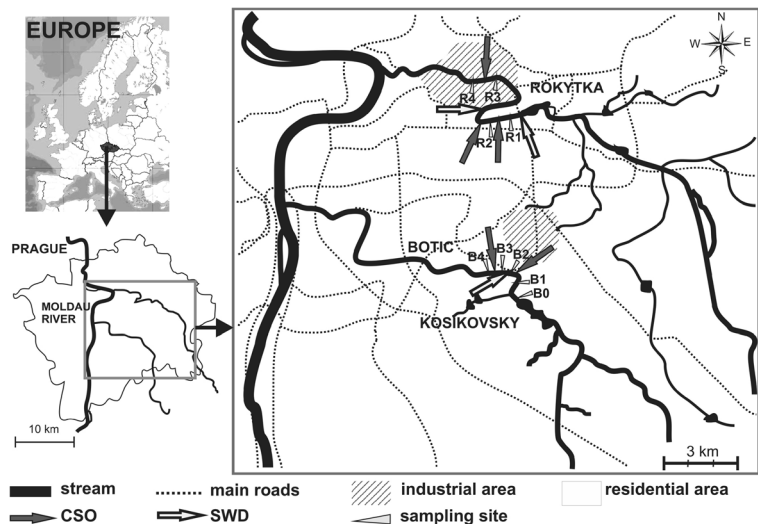 EUROPE
PRAGUE
MOLDAU
RIVER
10 km
N
W
E
S
ROKYTKA
R4
R3
R2
R1
BOTIC
B4
B3
B2
B1
B0
KOSIKOVSKY
3 km
stream
main roads
industrial area
residential area
CSO
SWD
sampling site